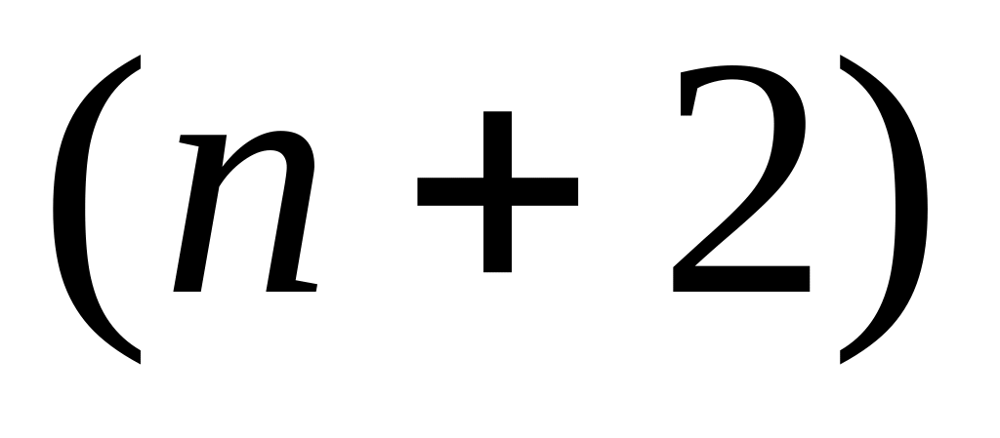 (n + 2)